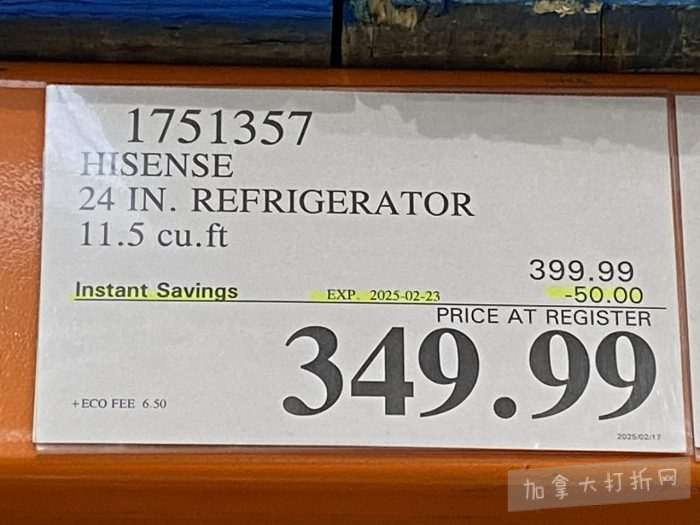 1751357
HISENSE
24 IN. REFRIGERATOR
11.5 cu.ft
399.99
Instant Savings EXP. 2025-02-23 -50.00
PRICE AT REGISTER
349.99
+ECO FEE 6.50
2025/02/17
加拿大打折网